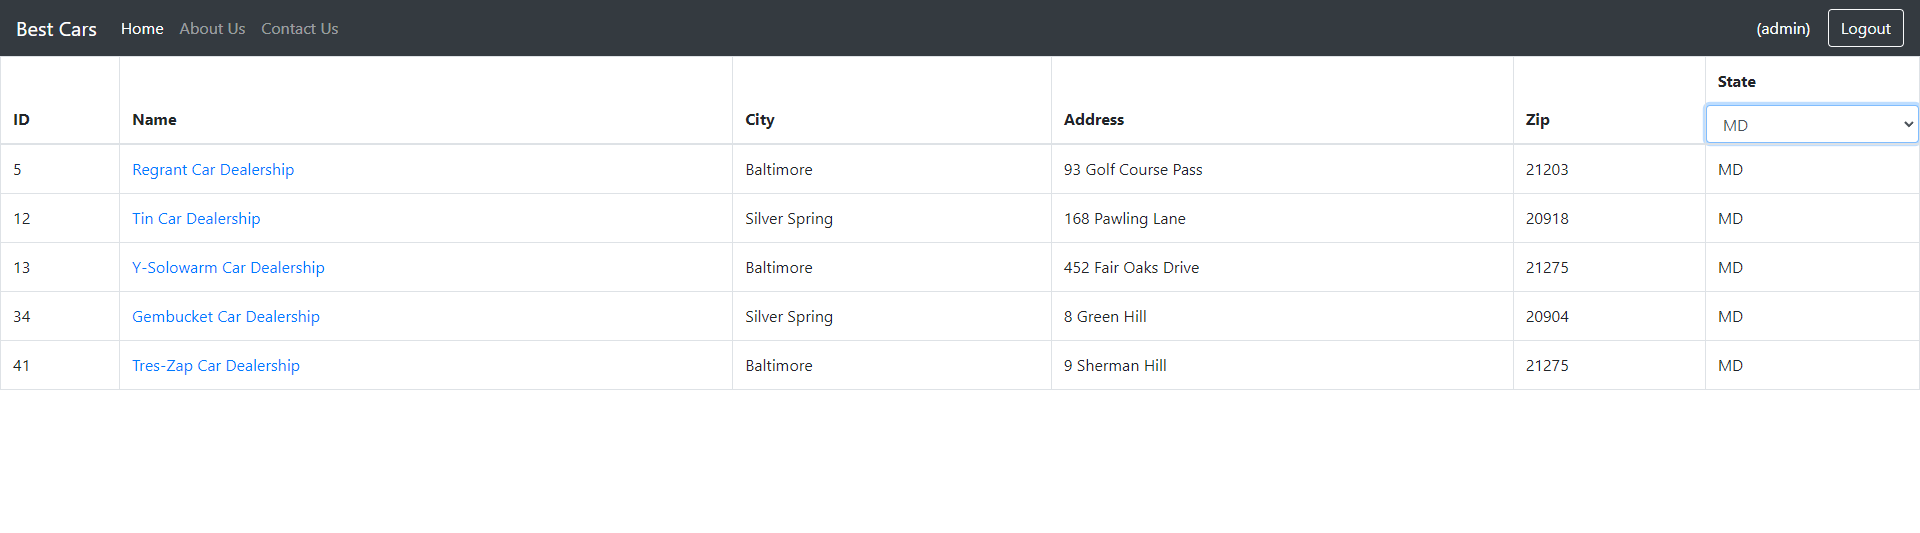 Best Cars Home About Us Contact Us (admin) Logout
State
ID Name City Address Zip
MD
5 Regrant Car Dealership Baltimore 93 Golf Course Pass 21203 MD
12 Tin Car Dealership Silver Spring 168 Pawling Lane 20918 MD
13 Y-Solowarm Car Dealership Baltimore 452 Fair Oaks Drive 21275 MD
34 Gembucket Car Dealership Silver Spring 8 Green Hill 20904 MD
41 Tres-Zap Car Dealership Baltimore 9 Sherman Hill 21275 MD